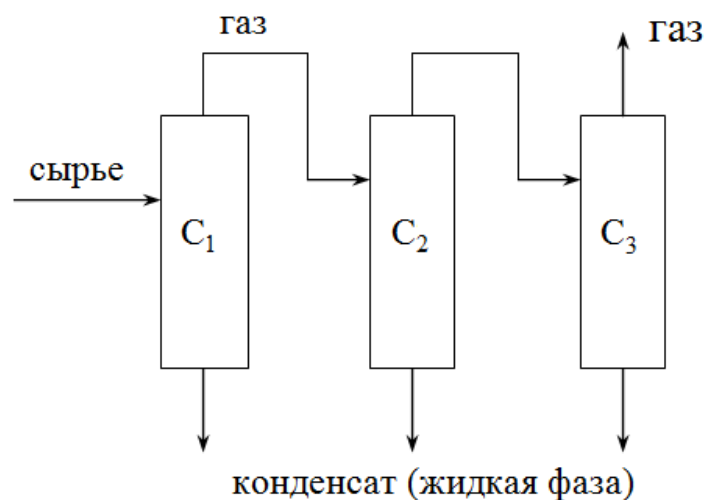 газ
газ
сырье
C₁
C₂
C₃
конденсат (жидкая фаза)